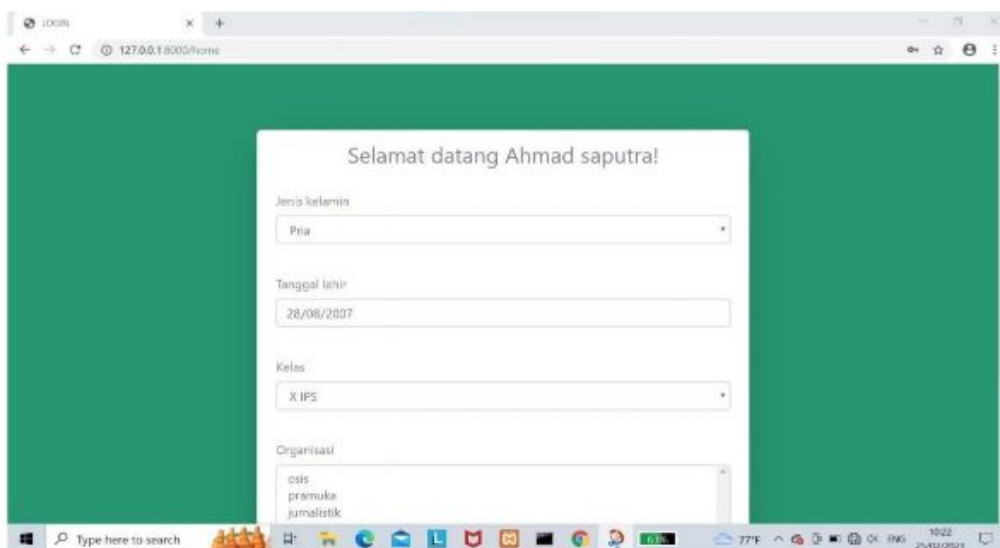 LOGIN
127.0.0.1:8000/home
Selamat datang Ahmad saputra!
Jenis kelamin
Pria
Tanggal lahir
28/08/2007
Kelas
X IPS
Organisasi
osis
pramuka
jurnalistik
Type here to search
63%
77°F
ENG
10:22